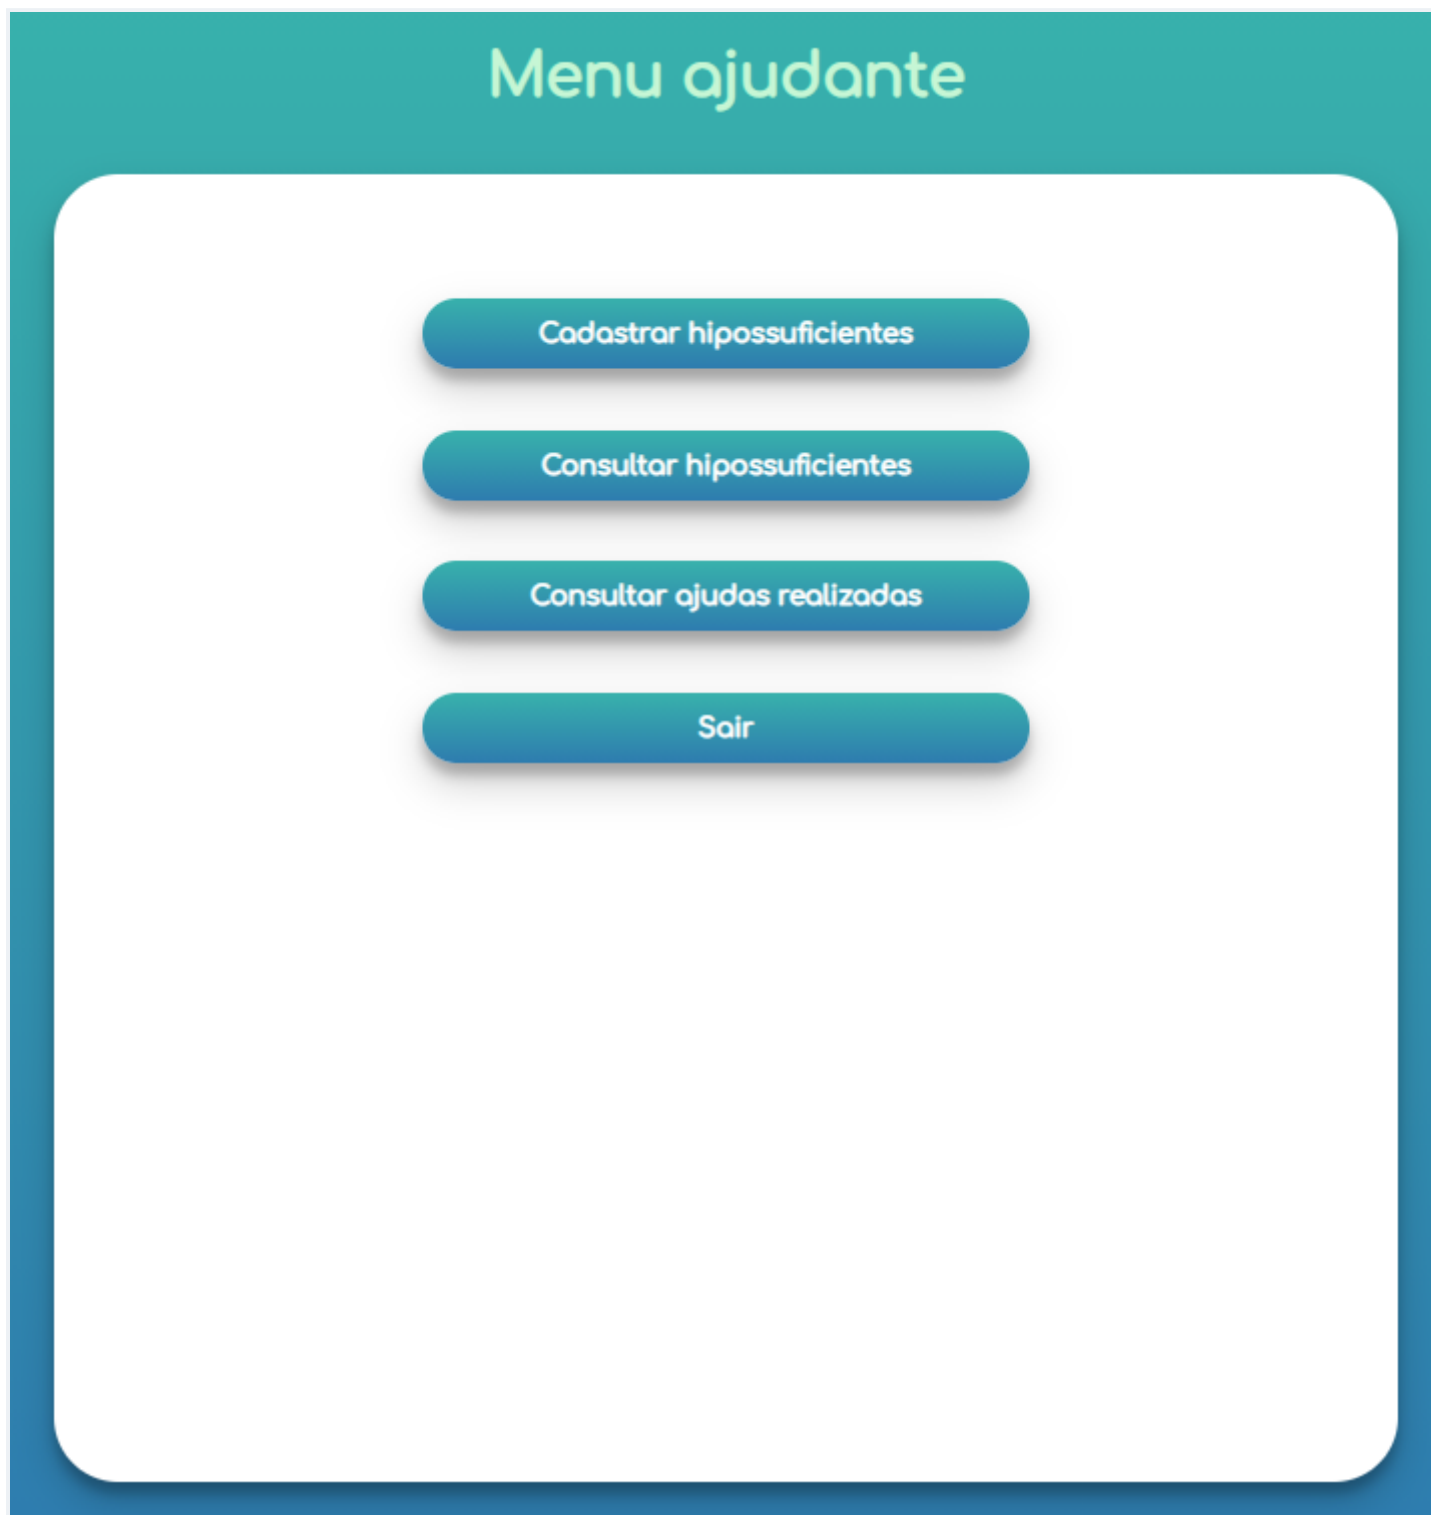 Menu ajudante
Cadastrar hipossuficientes
Consultar hipossuficientes
Consultar ajudas realizadas
Sair